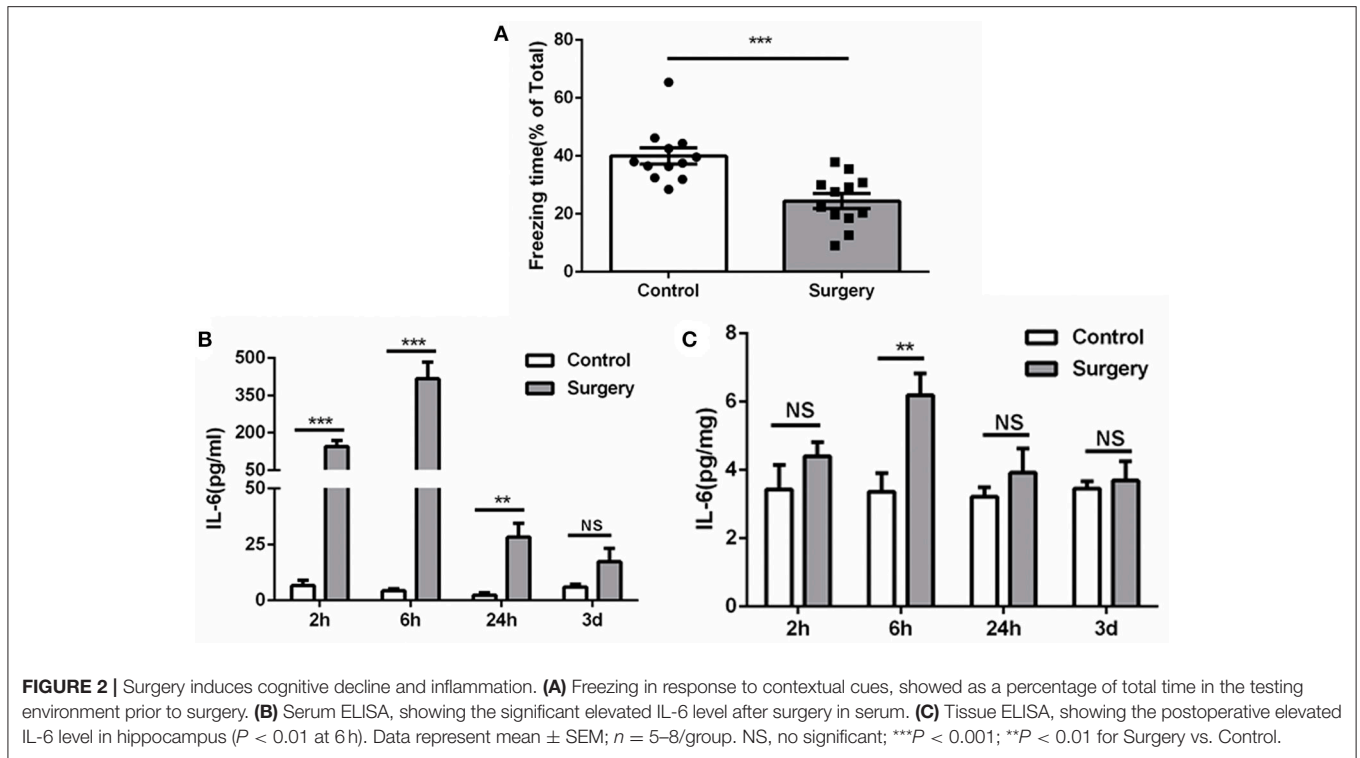 A
Freezing time(% of Total)
80
60
40
20
0
***
Control
Surgery
B
IL-6(pg/ml)
500
350
200
50
50
25
0
***
***
**
NS
Control
Surgery
2h
6h
24h
3d
C
IL-6(pg/mg)
8
6
4
2
0
NS
**
NS
NS
Control
Surgery
2h
6h
24h
3d
FIGURE 2 | Surgery induces cognitive decline and inflammation. (A) Freezing in response to contextual cues, showed as a percentage of total time in the testing
environment prior to surgery. (B) Serum ELISA, showing the significant elevated IL-6 level after surgery in serum. (C) Tissue ELISA, showing the postoperative elevated
IL-6 level in hippocampus (P < 0.01 at 6 h). Data represent mean ± SEM; n = 5–8/group. NS, no significant; ***P < 0.001; **P < 0.01 for Surgery vs. Control.